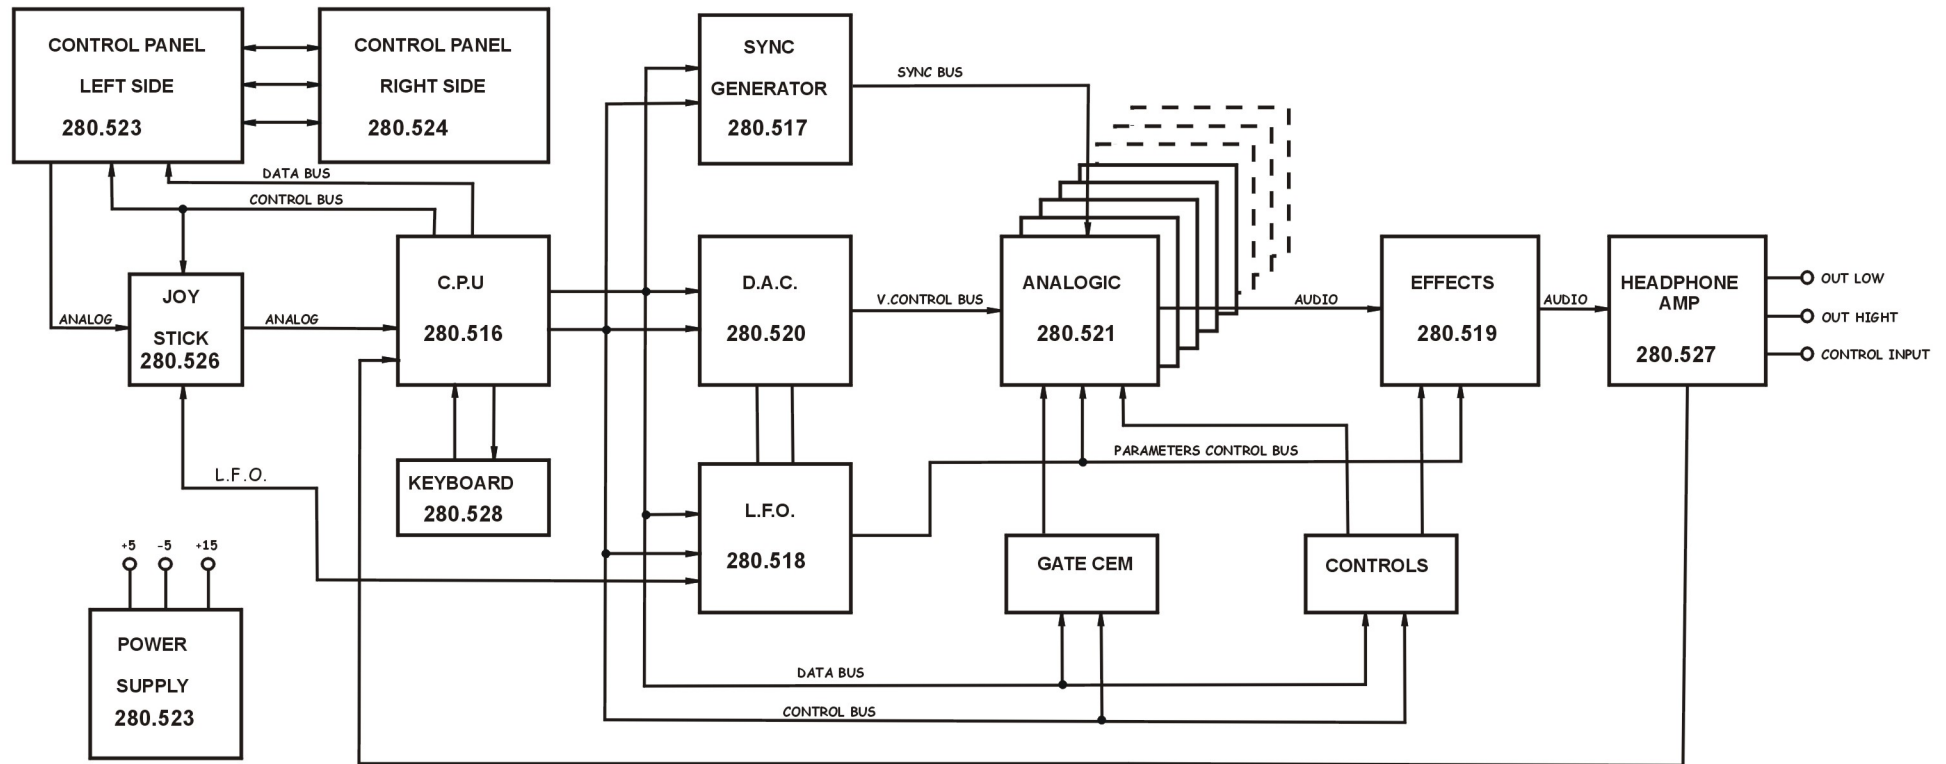 CONTROL PANEL
LEFT SIDE
280.523
CONTROL PANEL
RIGHT SIDE
280.524
SYNC
GENERATOR
280.517
SYNC BUS
DATA BUS
CONTROL BUS
JOY
STICK
280.526
ANALOG
ANALOG
C.P.U
280.516
D.A.C.
280.520
V.CONTROL BUS
ANALOGIC
280.521
AUDIO
EFFECTS
280.519
AUDIO
HEADPHONE
AMP
280.527
OUT LOW
OUT HIGHT
CONTROL INPUT
L.F.O.
KEYBOARD
280.528
L.F.O.
280.518
PARAMETERS CONTROL BUS
GATE CEM
CONTROLS
+5
-5
+15
POWER
SUPPLY
280.523
DATA BUS
CONTROL BUS